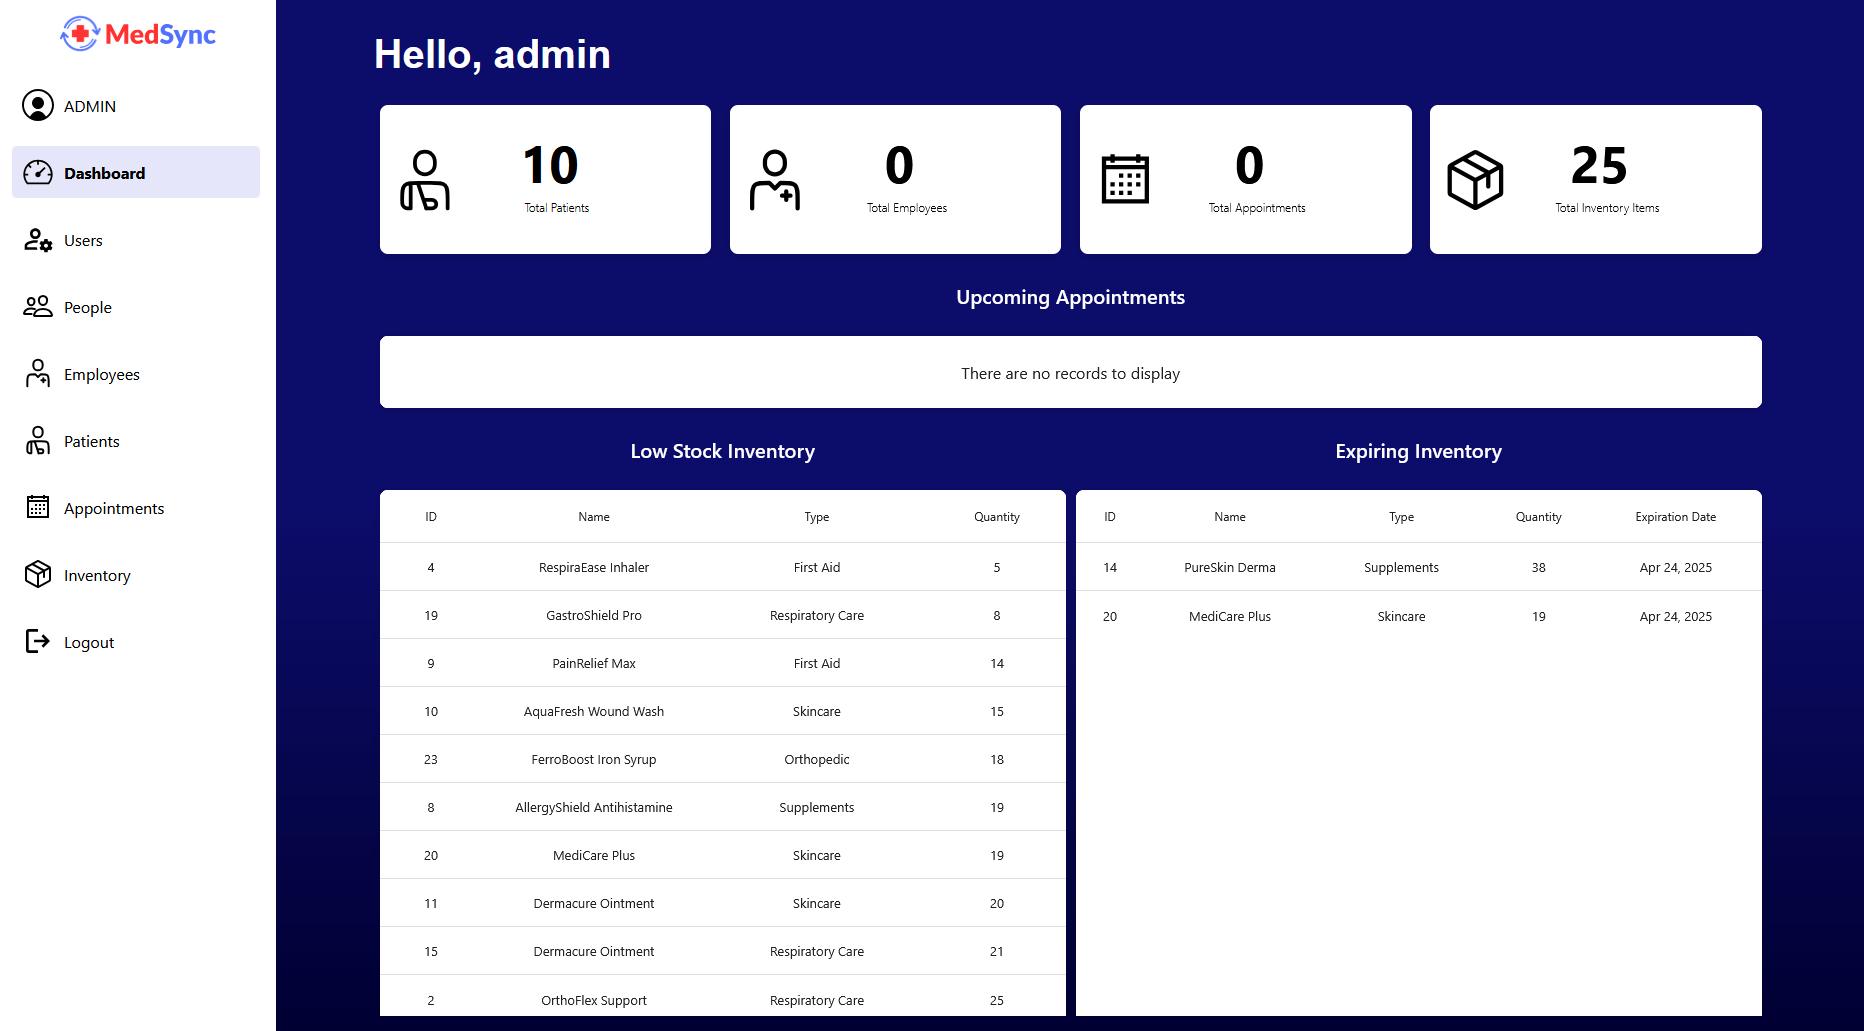 MedSync
ADMIN
Dashboard
Users
People
Employees
Patients
Appointments
Inventory
Logout
Hello, admin
10
Total Patients
0
Total Employees
0
Total Appointments
25
Total Inventory Items
Upcoming Appointments
There are no records to display
Low Stock Inventory
ID Name Type Quantity
4 RespiraEase Inhaler First Aid 5
19 GastroShield Pro Respiratory Care 8
9 PainRelief Max First Aid 14
10 AquaFresh Wound Wash Skincare 15
23 FerroBoost Iron Syrup Orthopedic 18
8 AllergyShield Antihistamine Supplements 19
20 MediCare Plus Skincare 19
11 Dermacure Ointment Skincare 20
15 Dermacure Ointment Respiratory Care 21
2 OrthoFlex Support Respiratory Care 25
Expiring Inventory
ID Name Type Quantity Expiration Date
14 PureSkin Derma Supplements 38 Apr 24, 2025
20 MediCare Plus Skincare 19 Apr 24, 2025